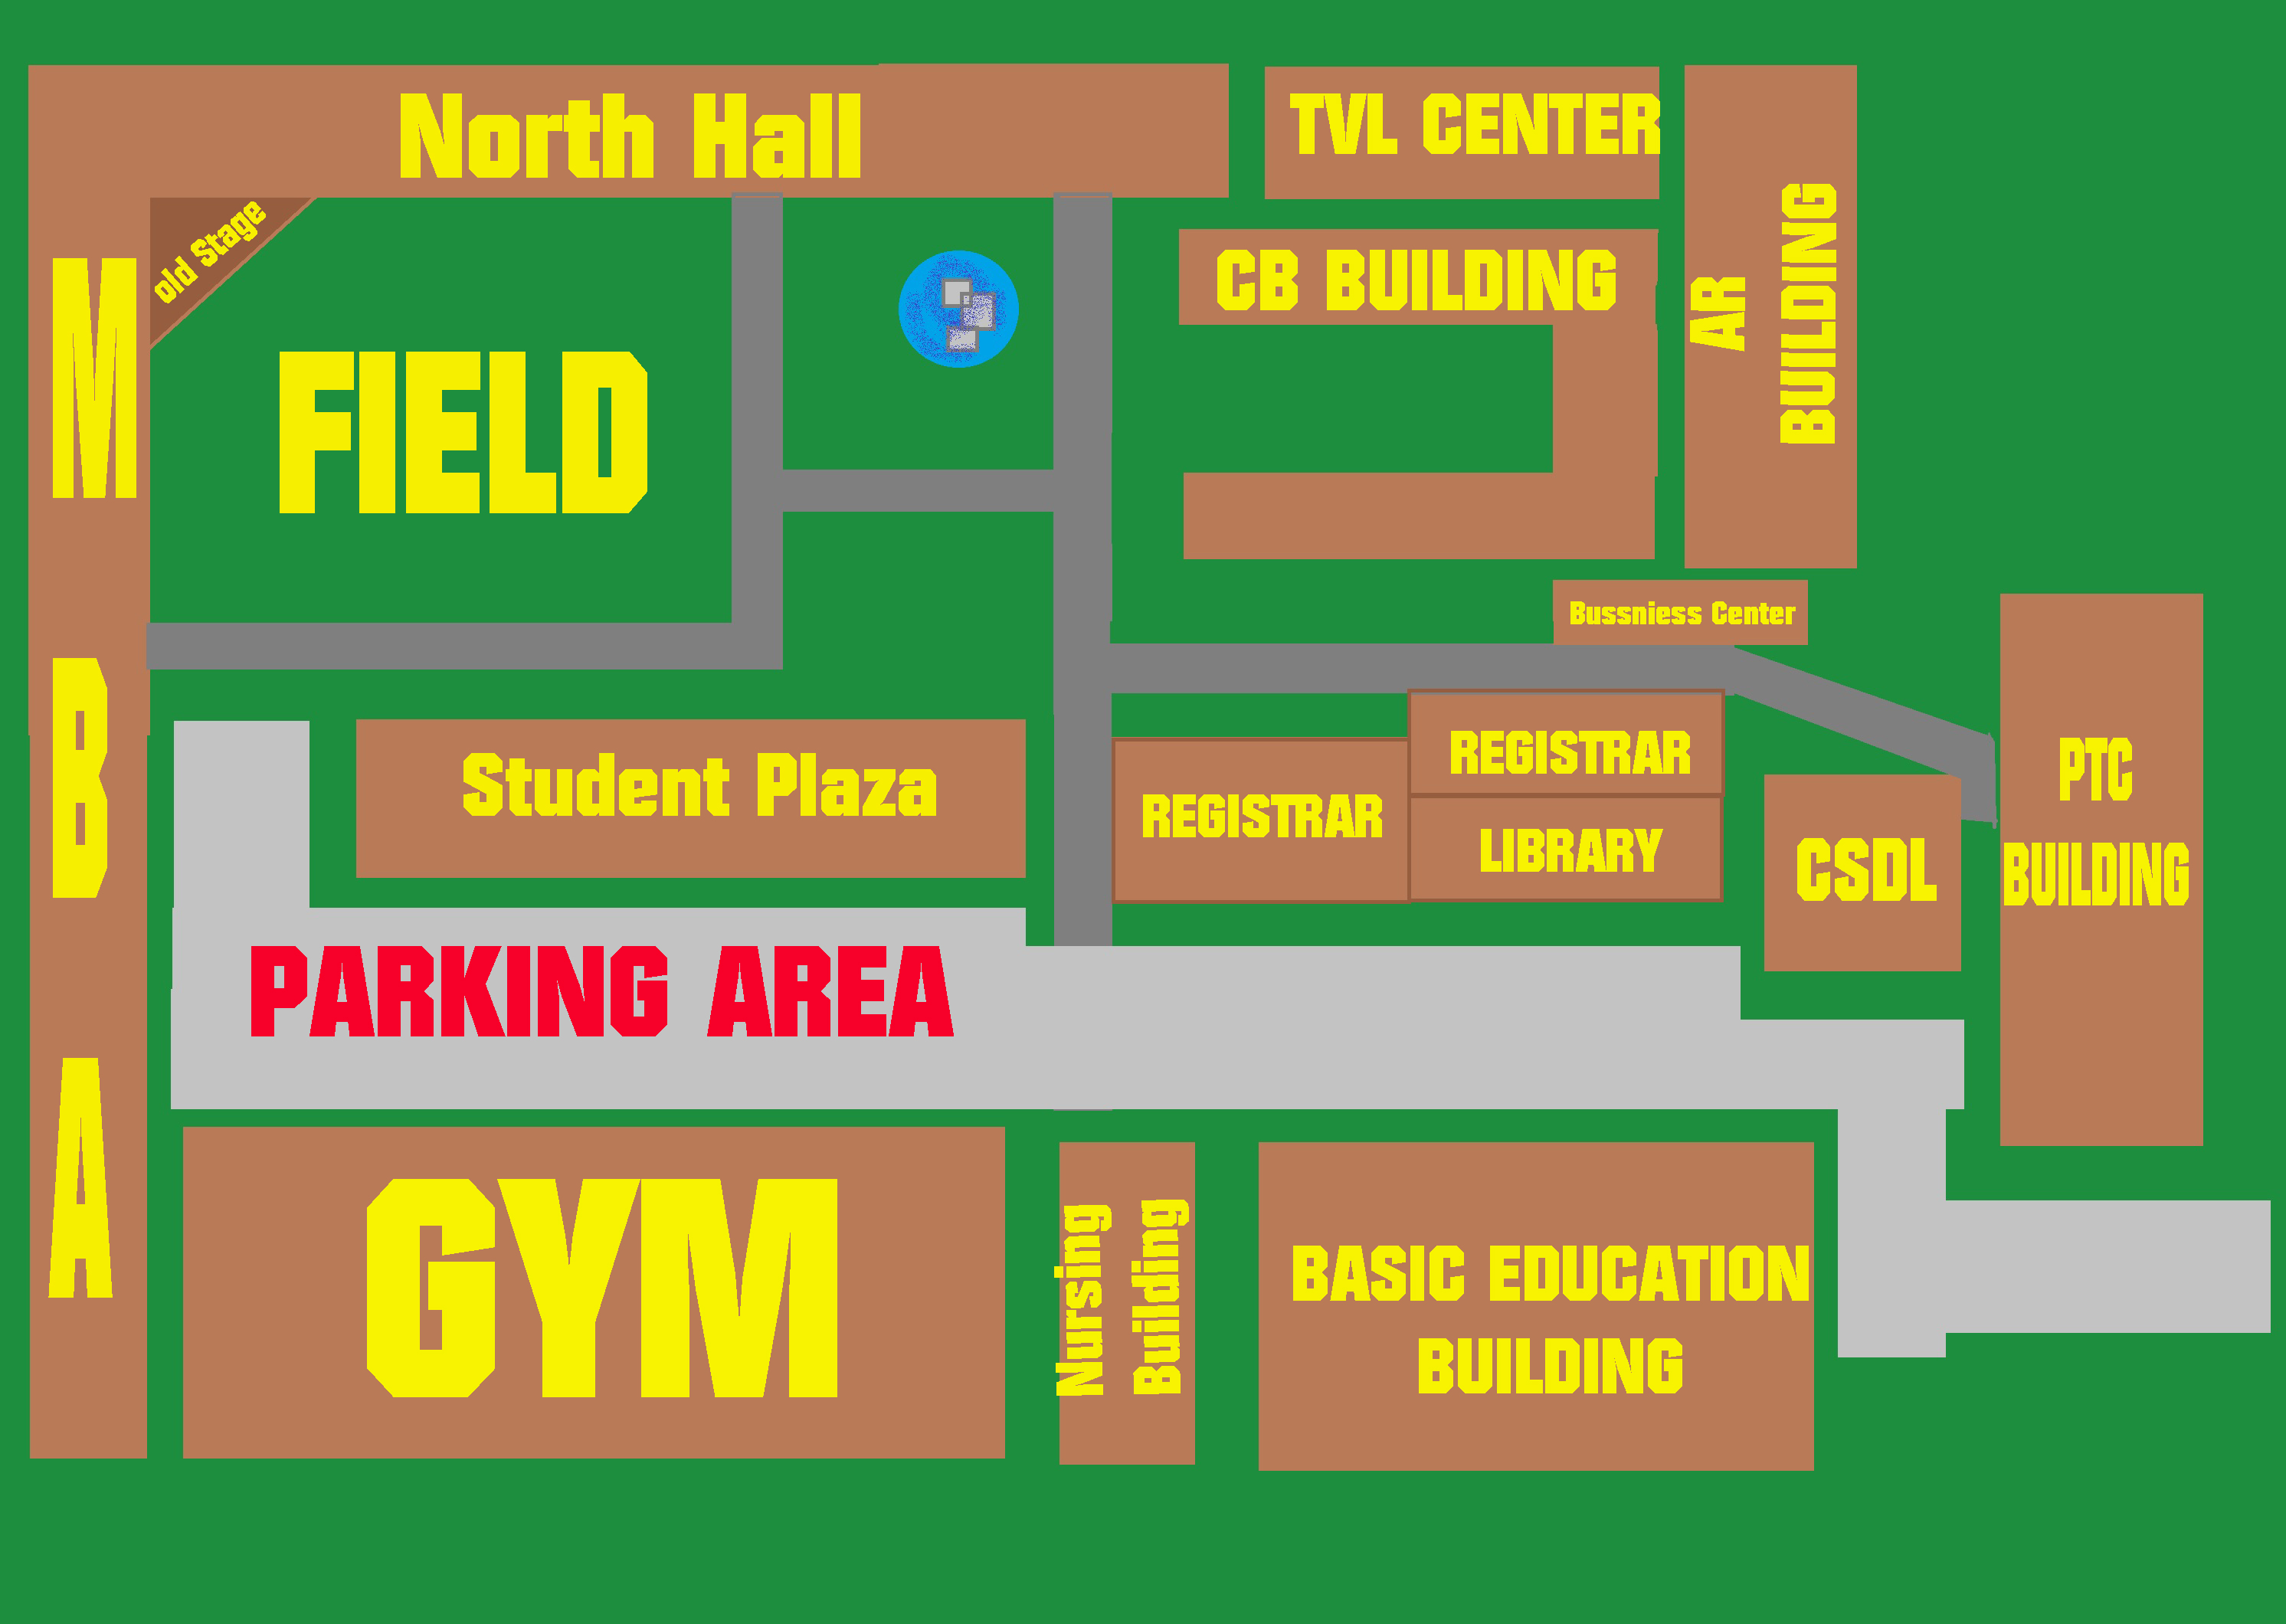 North Hall
TVL CENTER
Old Stage
AR
BUILDING
CB BUILDING
M
B
A
FIELD
Bussniess Center
Student Plaza
REGISTRAR
REGISTRAR
LIBRARY
CSDL
PTC
BUILDING
PARKING AREA
GYM
Nursing
Building
BASIC EDUCATION
BUILDING